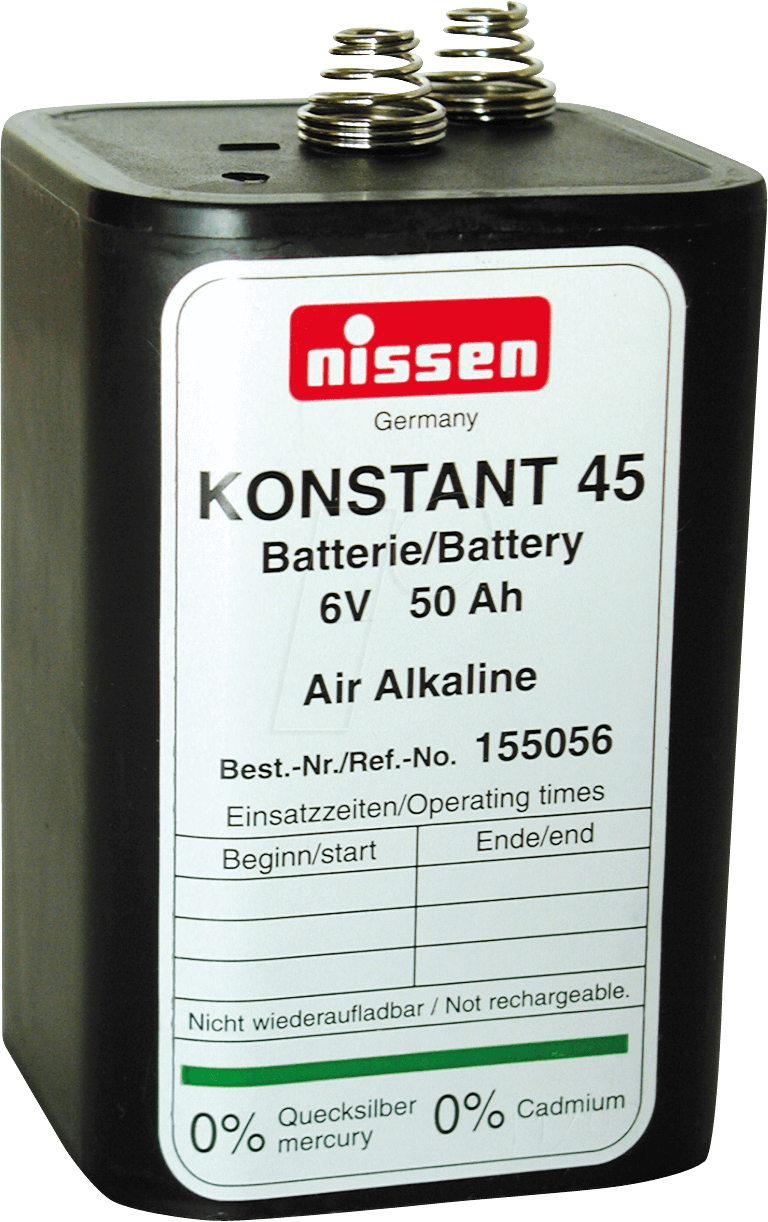 nissen
Germany
KONSTANT 45
Batterie/Battery
6V 50 Ah
Air Alkaline
Best.-Nr./Ref.-No. 155056
Einsatzzeiten/Operating times
Beginn/start Ende/end
Nicht wiederaufladbar / Not rechargeable.
0% Quecksilber mercury 0% Cadmium